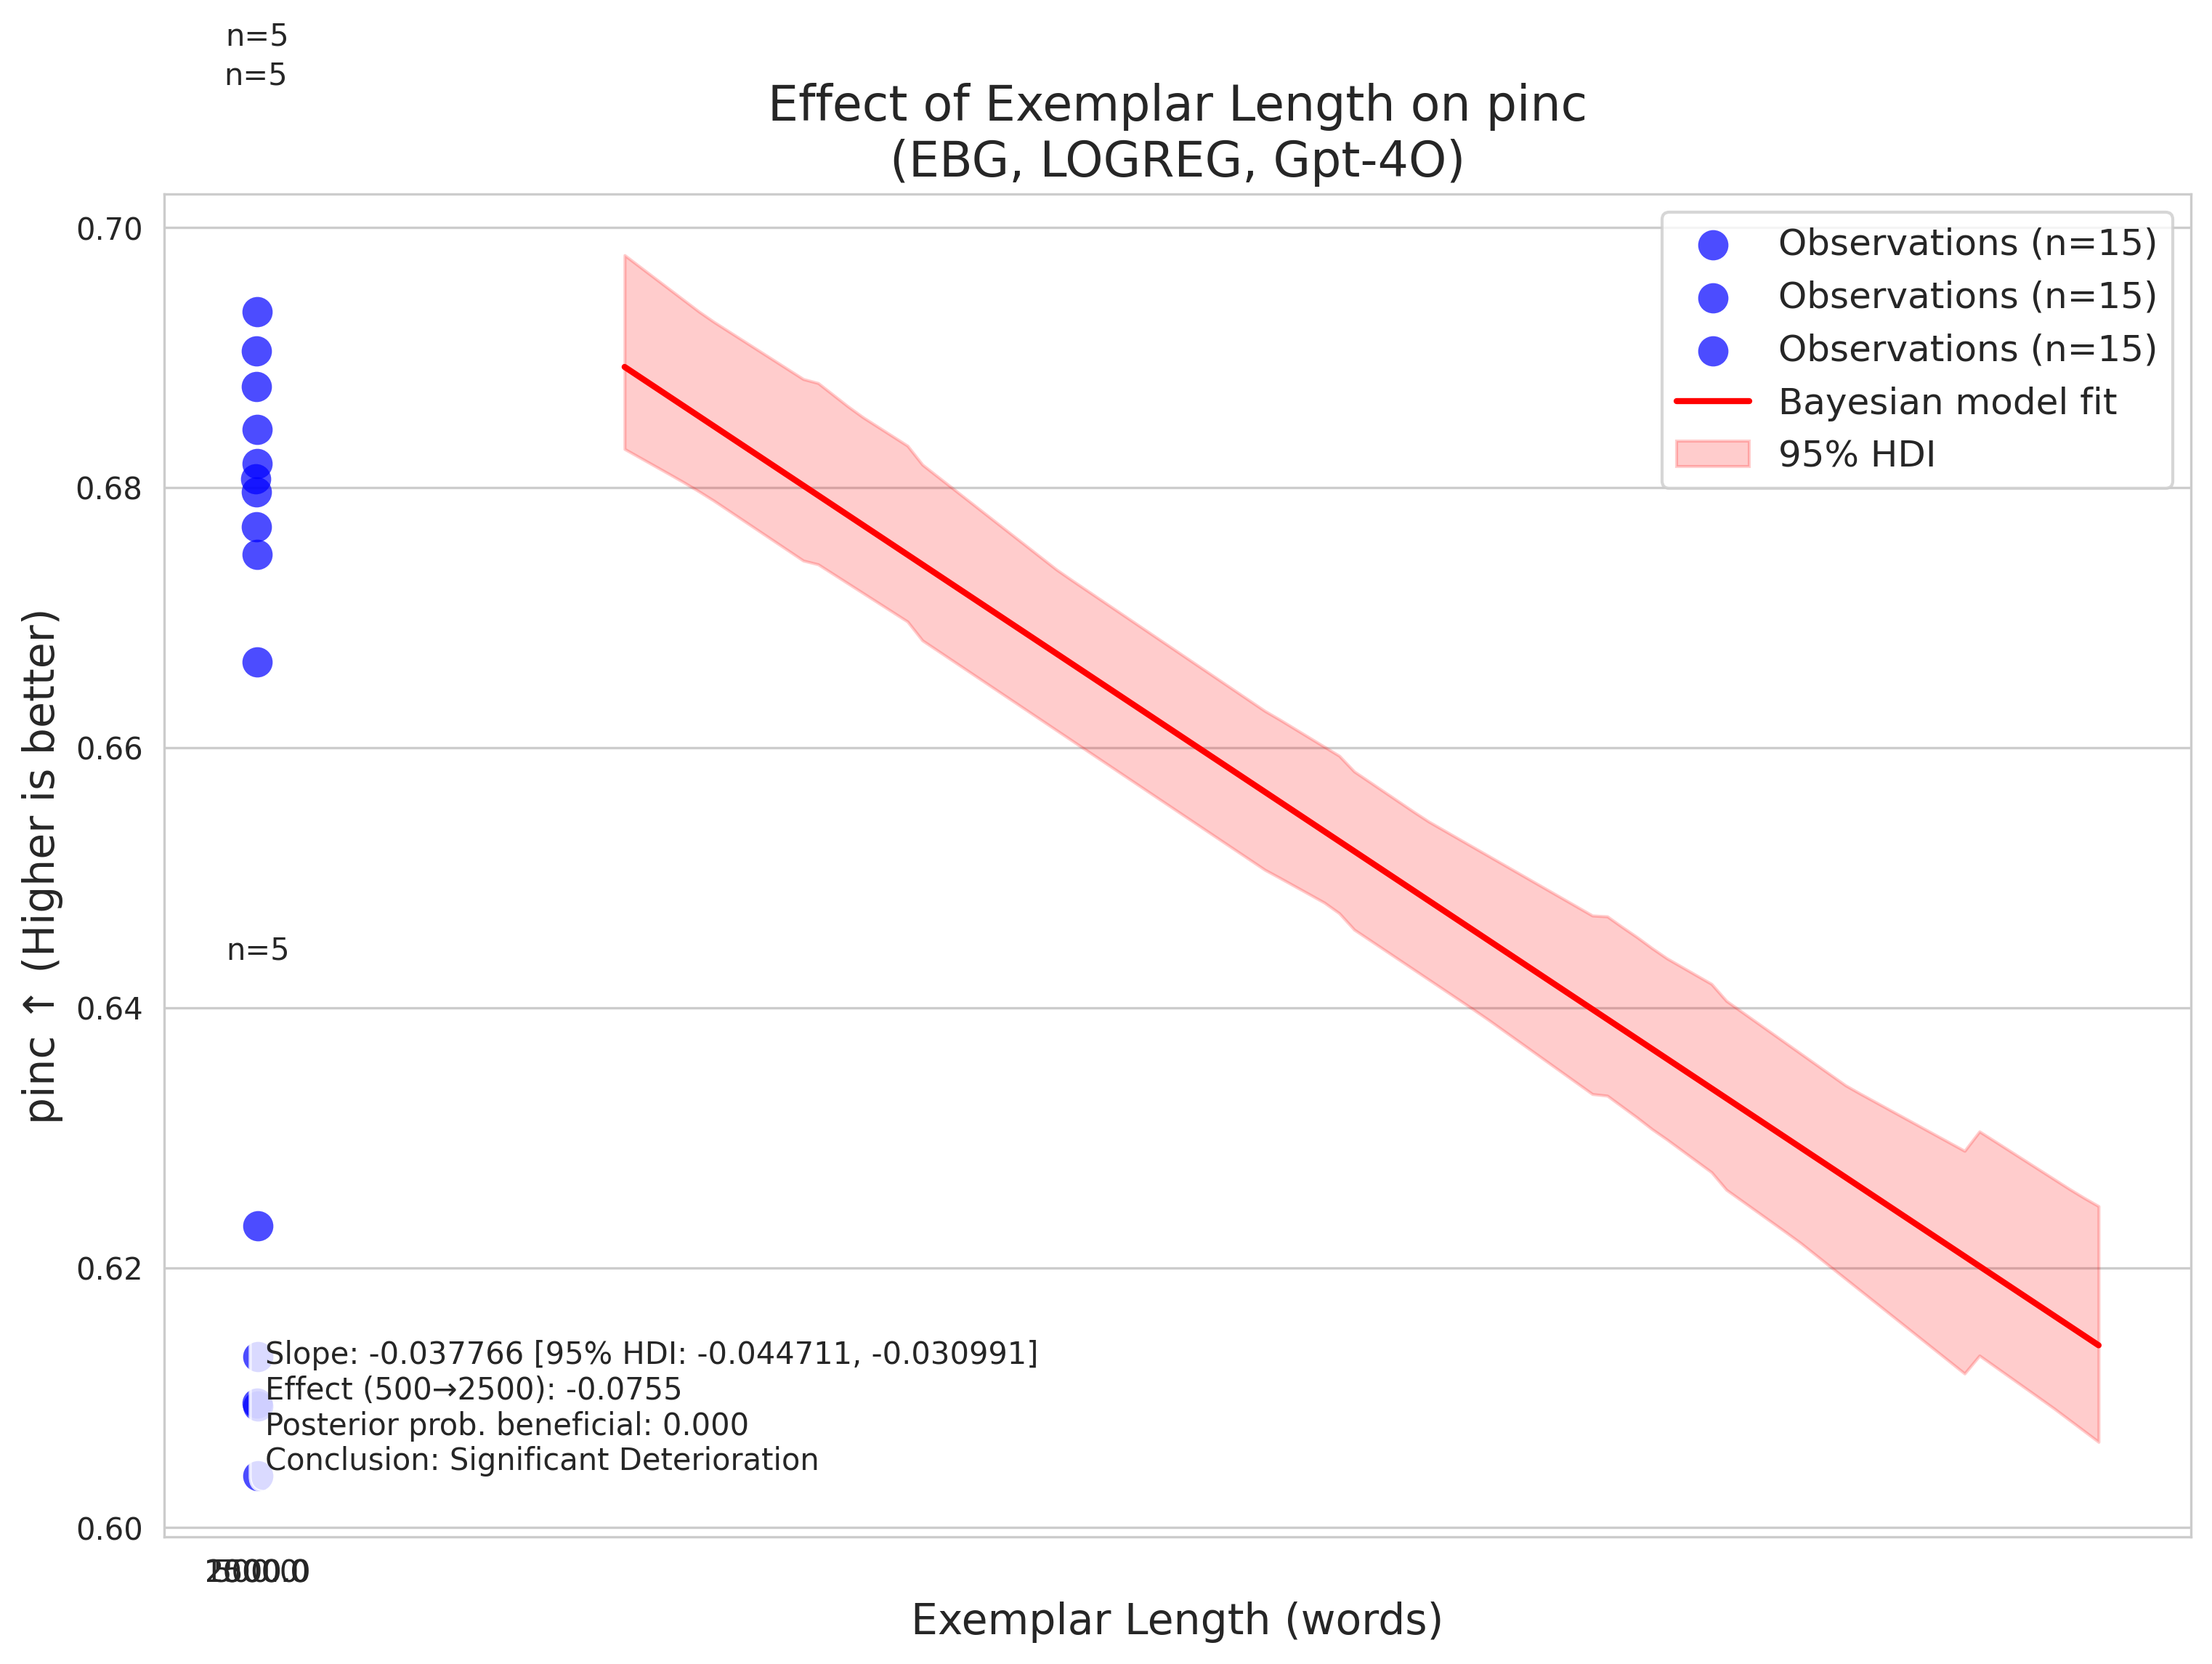 n=5
n=5
Effect of Exemplar Length on pinc
(EBG, LOGREG, Gpt-4O)
0.70
0.68
0.66
0.64
0.62
0.60
pinc ↑ (Higher is better)
Observations (n=15)
Observations (n=15)
Observations (n=15)
Bayesian model fit
95% HDI
n=5
Slope: -0.037766 [95% HDI: -0.044711, -0.030991]
Effect (500→2500): -0.0755
Posterior prob. beneficial: 0.000
Conclusion: Significant Deterioration
Exemplar Length (words)